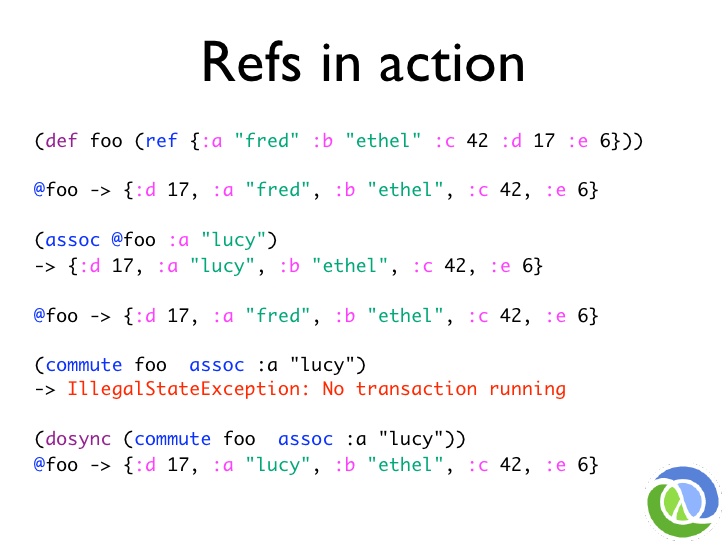 Refs in action
(def foo (ref {:a "fred" :b "ethel" :c 42 :d 17 :e 6}))
@foo -> {:d 17, :a "fred", :b "ethel", :c 42, :e 6}
(assoc @foo :a "lucy")
-> {:d 17, :a "lucy", :b "ethel", :c 42, :e 6}
@foo -> {:d 17, :a "fred", :b "ethel", :c 42, :e 6}
(commute foo  assoc :a "lucy")
-> IllegalStateException: No transaction running
(dosync (commute foo  assoc :a "lucy"))
@foo -> {:d 17, :a "lucy", :b "ethel", :c 42, :e 6}